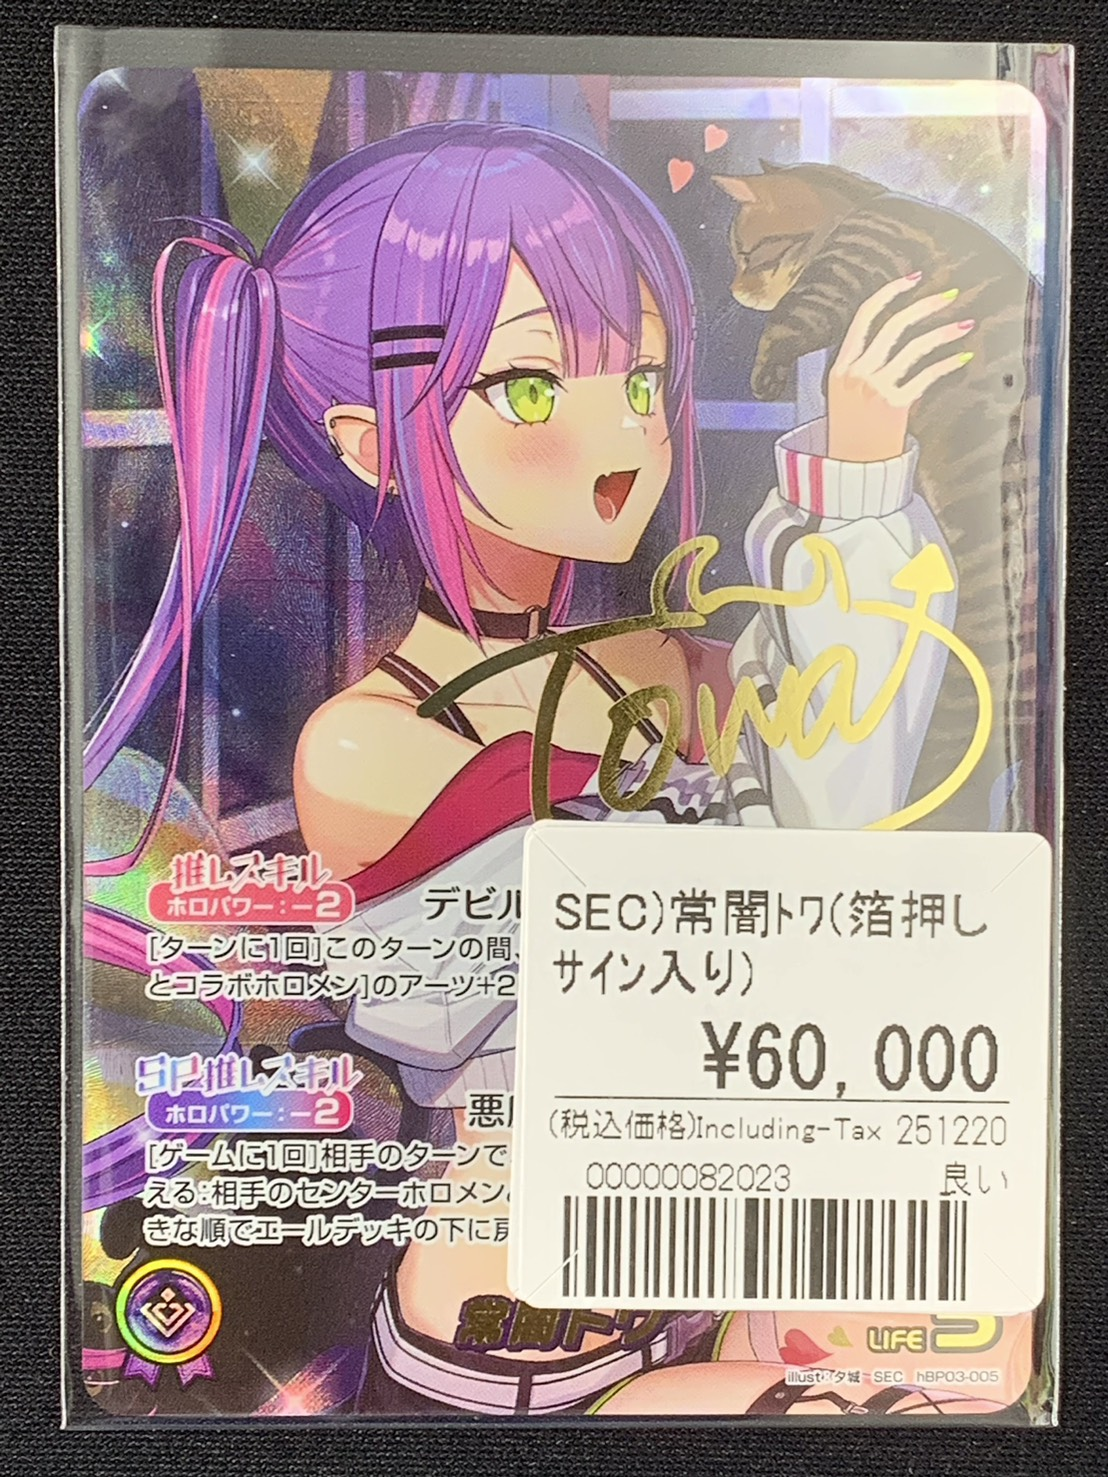 Towa
推しスキル
ホロパワー：−2
デビル
[ターンに1回]このターンの間、
とコラボホロメン]のアーツ+2
SP推しスキル
ホロパワー：−2
[ゲームに1回]相手のターンで
える：相手のセンターホロメン
きな順でエールデッキの下に戻
SEC)常闇ﾄﾜ(箔押し
サイン入り)
¥60,000
(税込価格)Including-Tax 251220
00000082023 良い
常闇トワ
LIFE 5
illust：夕城 SEC hBP03-005